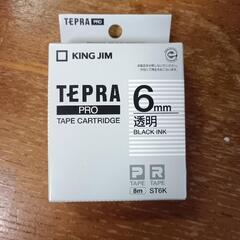 TEPRA PRO
KING JIM
TEPRA
PRO
TAPE CARTRIDGE
6mm
透明
BLACK INK
P R
TAPE TAPE
8m ST6K